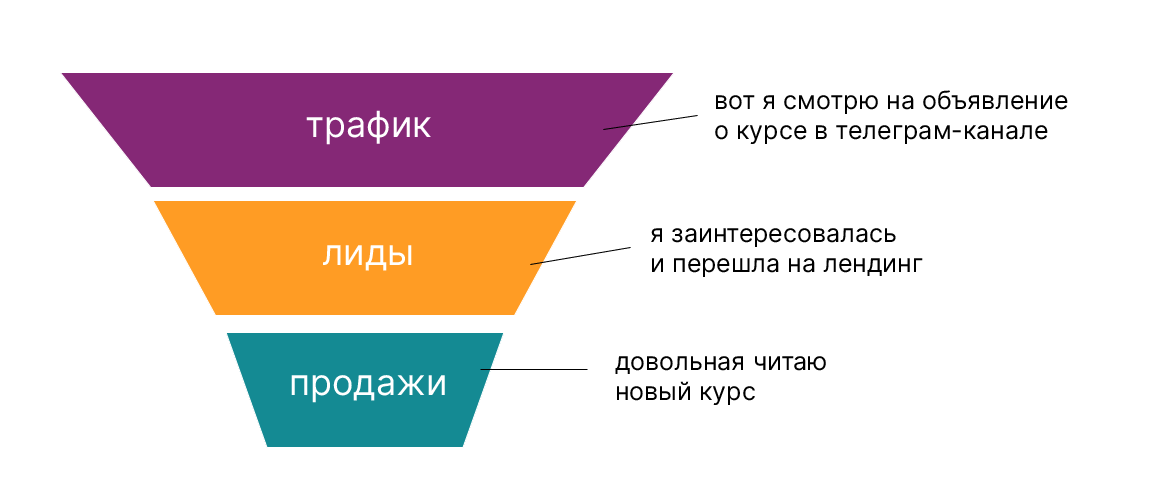 трафик
вот я смотрю на объявление
о курсе в телеграм-канале
лиды
я заинтересовалась
и перешла на лендинг
продажи
довольная читаю
новый курс